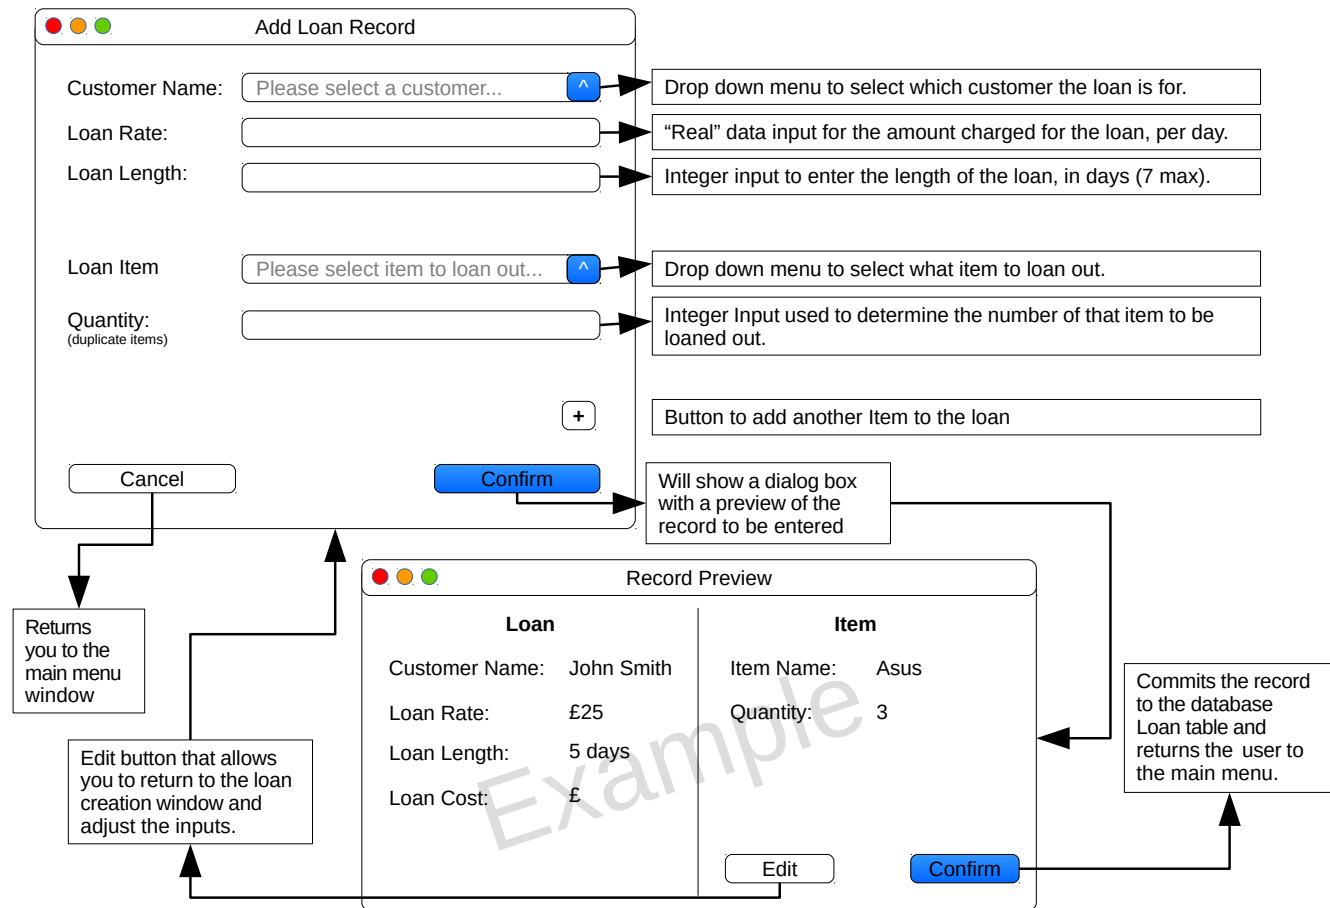 Add Loan Record
Customer Name:
Please select a customer...
^
Drop down menu to select which customer the loan is for.
Loan Rate:
“Real” data input for the amount charged for the loan, per day.
Loan Length:
Integer input to enter the length of the loan, in days (7 max).
Loan Item
Please select item to loan out...
^
Drop down menu to select what item to loan out.
Quantity:
(duplicate items)
Integer Input used to determine the number of that item to be
loaned out.
+
Button to add another Item to the loan
Cancel
Confirm
Will show a dialog box
with a preview of the
record to be entered
Returns
you to the
main menu
window
Record Preview
Loan
Customer Name: John Smith
Loan Rate: £25
Loan Length: 5 days
Loan Cost: £
Item
Item Name: Asus
Quantity: 3
Example
Edit
Confirm
Edit button that allows
you to return to the loan
creation window and
adjust the inputs.
Commits the record
to the database
Loan table and
returns the user to
the main menu.